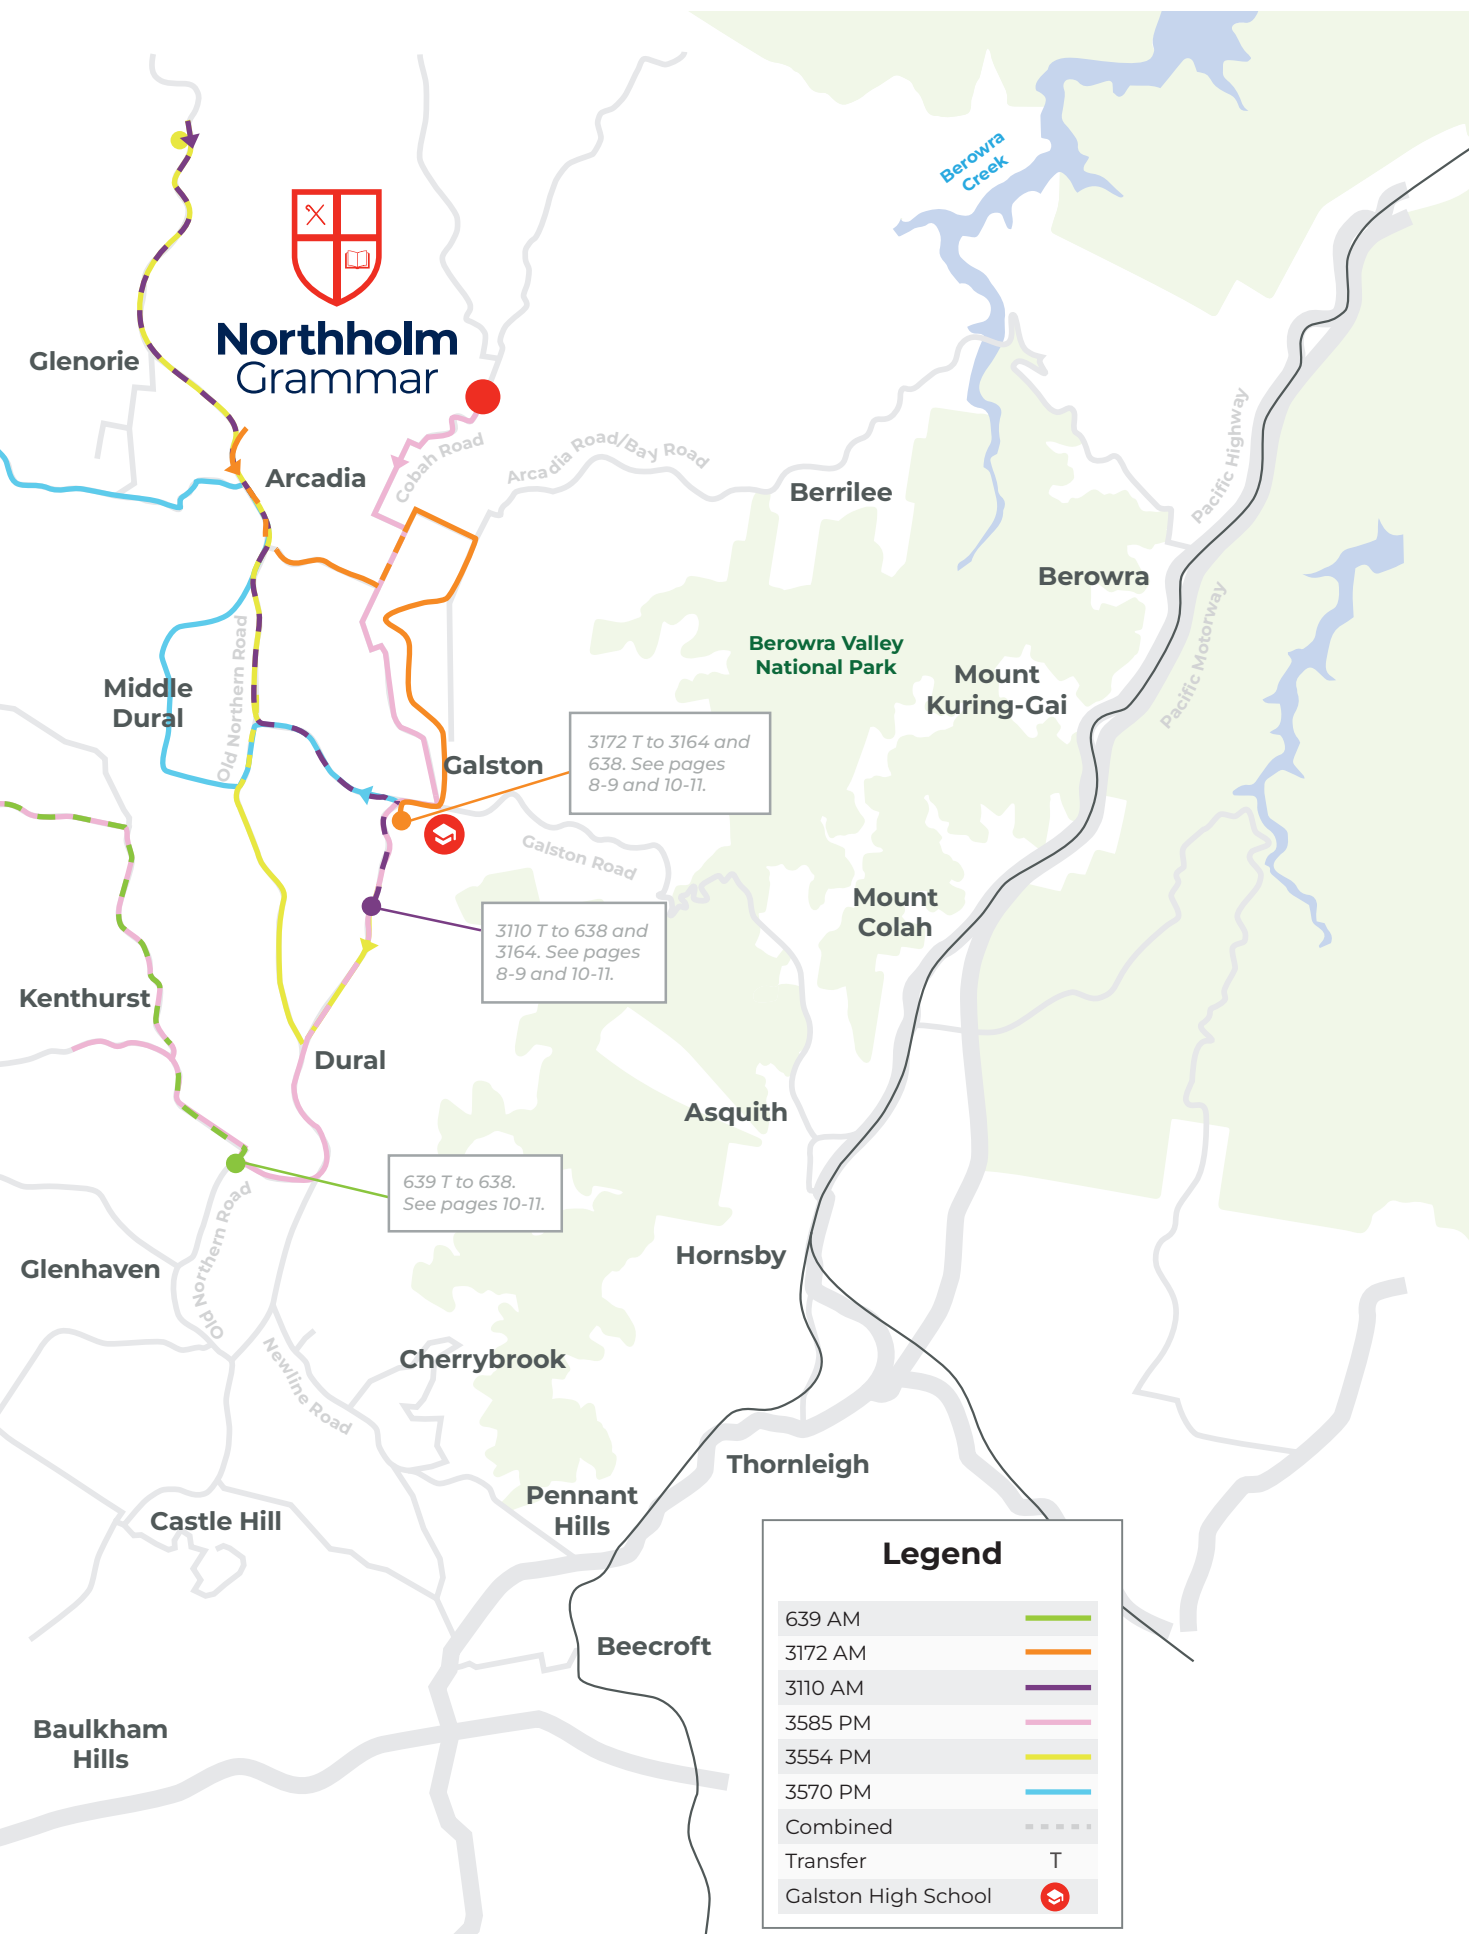 Berowra
Creek
Northholm
Grammar
Glenorie
Cobah Road
Arcadia Road/Bay Road
Pacific Highway
Arcadia
Berrilee
Berowra
Pacific Motorway
Old Northern Road
Berowra Valley
National Park
Mount
Kuring-Gai
Middle
Dural
Galston
3172 T to 3164 and
638. See pages
8-9 and 10-11.
Galston Road
Mount
Colah
3110 T to 638 and
3164. See pages
8-9 and 10-11.
Kenthurst
Dural
Asquith
639 T to 638.
See pages 10-11.
Old Northern Road
Hornsby
Glenhaven
Newline Road
Cherrybrook
Thornleigh
Pennant
Hills
Castle Hill
Beecroft
Baulkham
Hills
Legend
639 AM
3172 AM
3110 AM
3585 PM
3554 PM
3570 PM
Combined
Transfer T
Galston High School